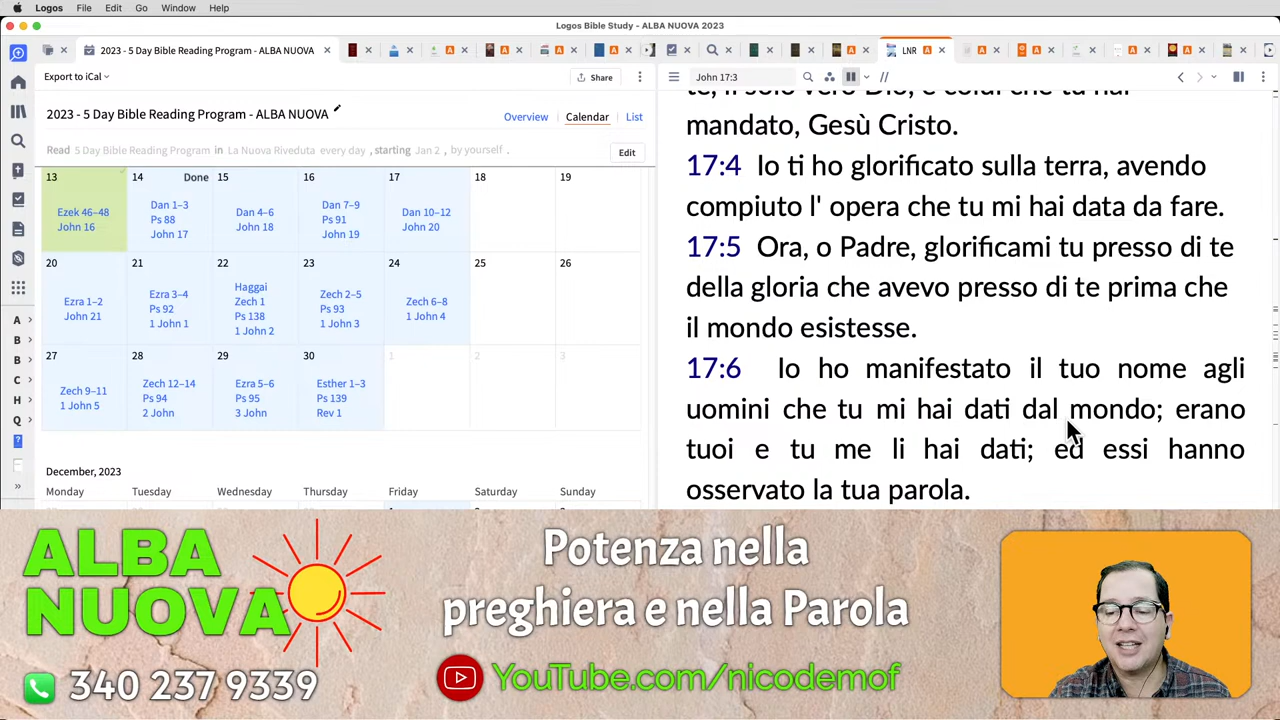 Logos File Edit Go Window Help
Logos Bible Study - ALBA NUOVA 2023
2023 - 5 Day Bible Reading Program - ALBA NUOVA
LNR
Export to iCal
Share
John 17:3
2023 - 5 Day Bible Reading Program - ALBA NUOVA
Overview Calendar List
Read 5 Day Bible Reading Program in La Nuova Riveduta every day , starting Jan 2 , by yourself .
Edit
13 14 Done 15 16 17 18 19
Ezek 46–48
John 16
Dan 1–3
Ps 88
John 17
Dan 4–6
John 18
Dan 7–9
Ps 91
John 19
Dan 10–12
John 20
20 21 22 23 24 25 26
Ezra 1–2
John 21
Ezra 3–4
Ps 92
1 John 1
Haggai
Zech 1
Ps 138
1 John 2
Zech 2–5
Ps 93
1 John 3
Zech 6–8
1 John 4
27 28 29 30 1 2 3
Zech 9–11
1 John 5
Zech 12–14
Ps 94
2 John
Ezra 5–6
Ps 95
3 John
Esther 1–3
Ps 139
Rev 1
December, 2023
Monday Tuesday Wednesday Thursday Friday Saturday Sunday
A
B
B
C
H
Q
te, il solo vero Dio, e colui che tu hai
mandato, Gesù Cristo.
17:4 Io ti ho glorificato sulla terra, avendo
compiuto l' opera che tu mi hai data da fare.
17:5 Ora, o Padre, glorificami tu presso di te
della gloria che avevo presso di te prima che
il mondo esistesse.
17:6 Io ho manifestato il tuo nome agli
uomini che tu mi hai dati dal mondo; erano
tuoi e tu me li hai dati; ed essi hanno
osservato la tua parola.
ALBA
NUOVA
340 237 9339
Potenza nella
preghiera e nella Parola
YouTube.com/nicodemof